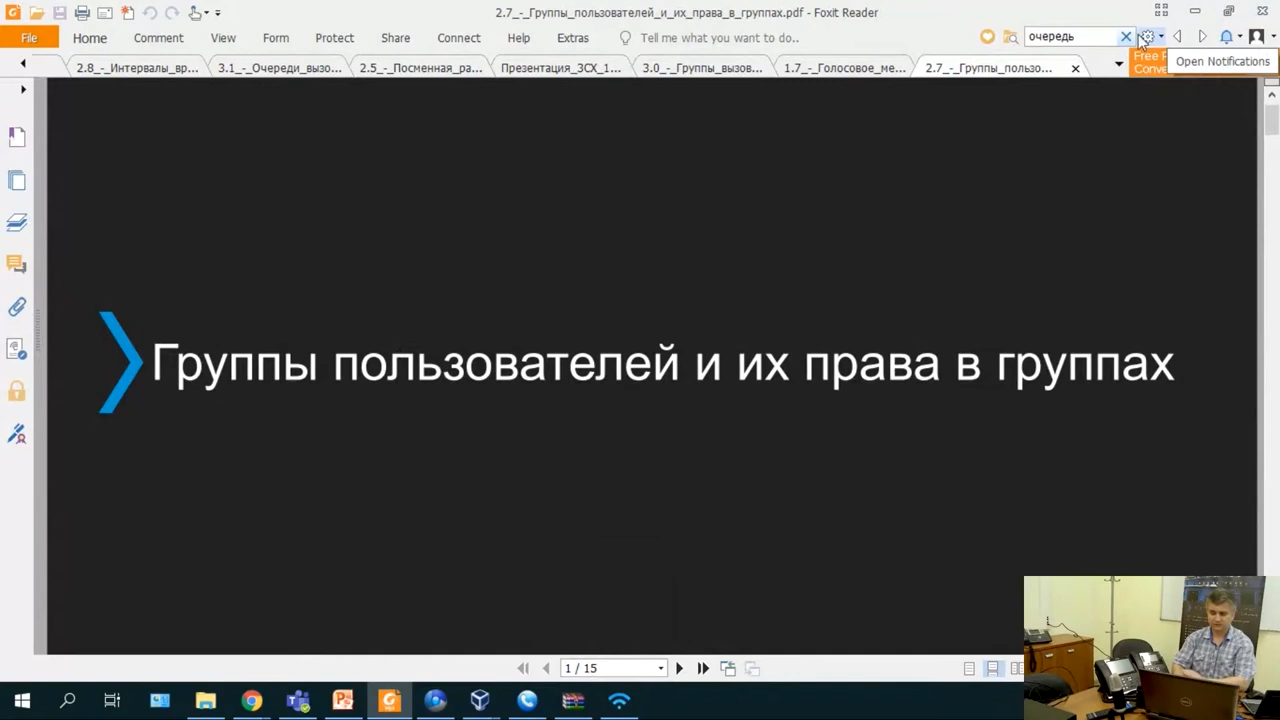 2.7_-_Группы_пользователей_и_их_права_в_группах.pdf - Foxit Reader
File Home Comment View Form Protect Share Connect Help Extras Tell me what you want to do.. очередь
2.8_-_Интервалы_вр... 3.1_-_Очереди_вызо... 2.5_-_Посменная_ра... Презентация_3CX_1... 3.0_-_Группы_вызов... 1.7_-_Голосовое_ме... 2.7_-_Группы_пользо...
Open Notifications
Группы пользователей и их права в группах
1 / 15